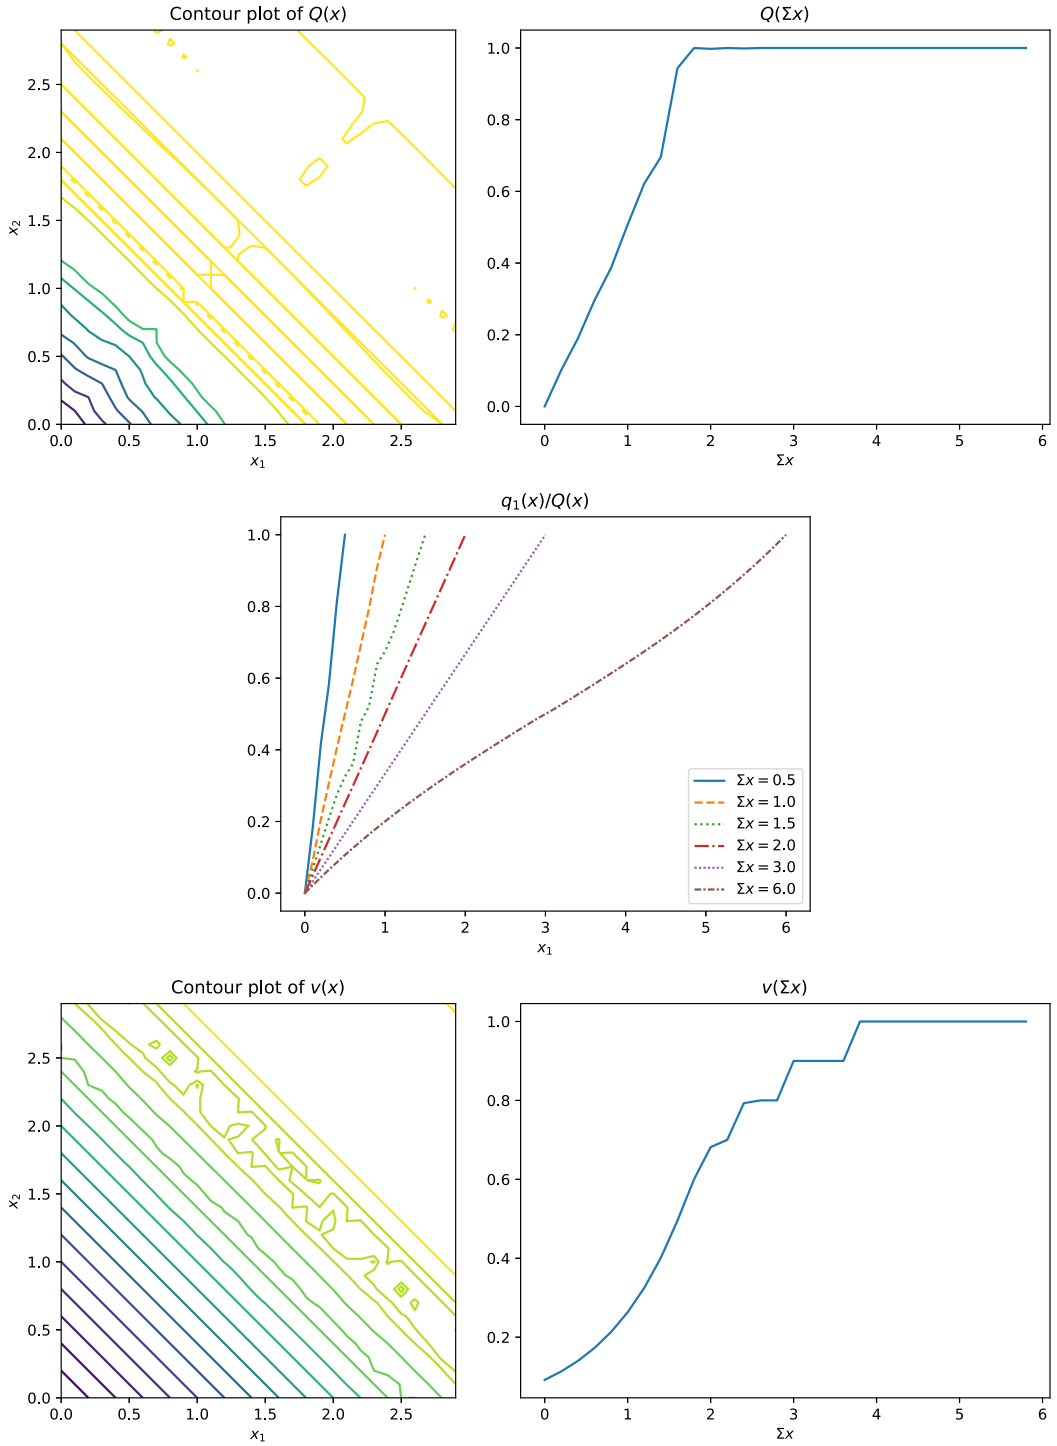 Contour plot of Q(x)
Q(Σx)
2.5
2.0
1.5
1.0
0.5
0.0
x₂
0.0 0.5 1.0 1.5 2.0 2.5
x₁
1.0
0.8
0.6
0.4
0.2
0.0
0 1 2 3 4 5 6
Σx
q₁(x)/Q(x)
1.0
0.8
0.6
0.4
0.2
0.0
0 1 2 3 4 5 6
x₁
Σx = 0.5
Σx = 1.0
Σx = 1.5
Σx = 2.0
Σx = 3.0
Σx = 6.0
Contour plot of v(x)
v(Σx)
2.5
2.0
1.5
1.0
0.5
0.0
x₂
0.0 0.5 1.0 1.5 2.0 2.5
x₁
1.0
0.8
0.6
0.4
0.2
0 1 2 3 4 5 6
Σx